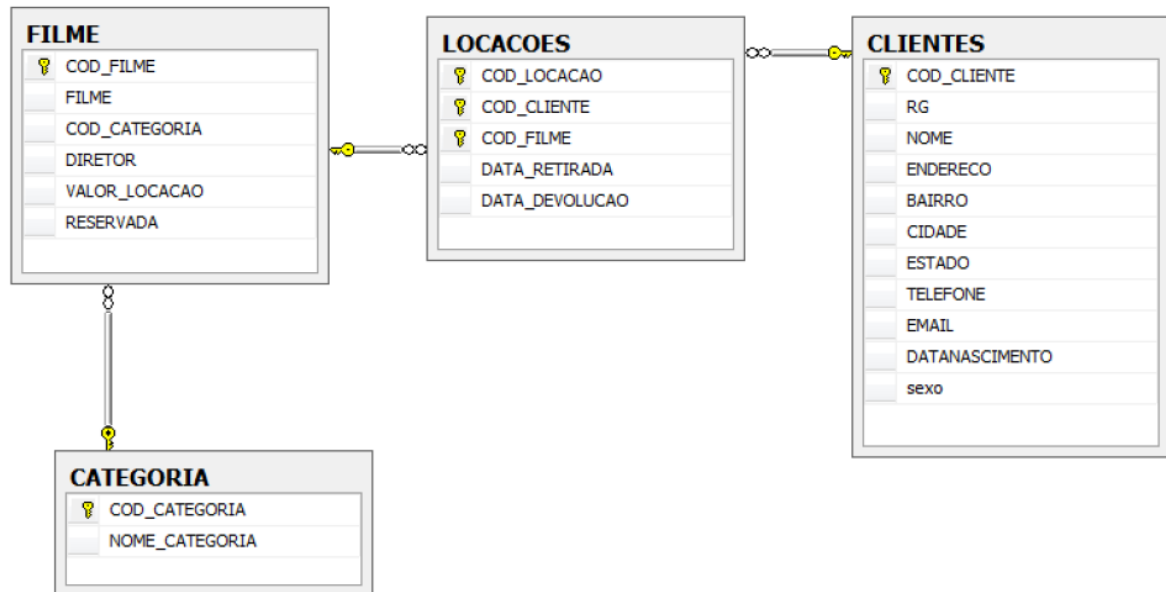 FILME
COD_FILME
FILME
COD_CATEGORIA
DIRETOR
VALOR_LOCACAO
RESERVADA
LOCACOES
COD_LOCACAO
COD_CLIENTE
COD_FILME
DATA_RETIRADA
DATA_DEVOLUCAO
CLIENTES
COD_CLIENTE
RG
NOME
ENDERECO
BAIRRO
CIDADE
ESTADO
TELEFONE
EMAIL
DATANASCIMENTO
sexo
CATEGORIA
COD_CATEGORIA
NOME_CATEGORIA